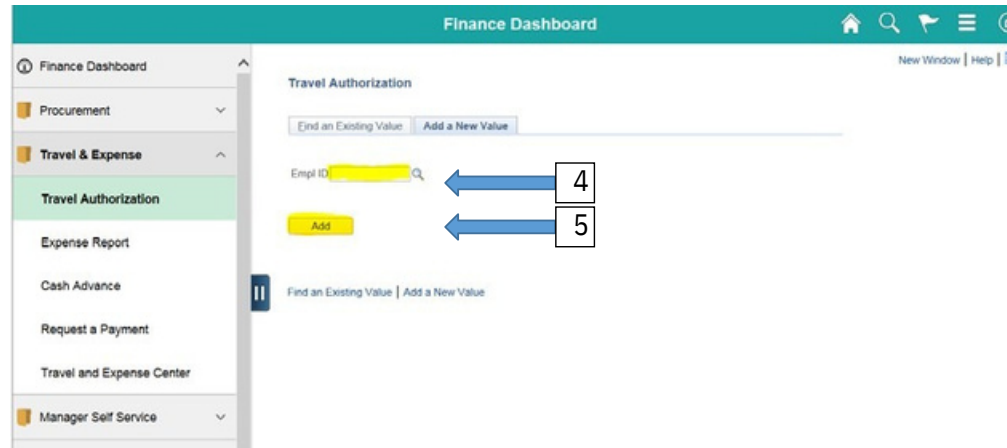 Finance Dashboard
New Window | Help |
Finance Dashboard
Procurement
Travel & Expense
Travel Authorization
Expense Report
Cash Advance
Request a Payment
Travel and Expense Center
Manager Self Service
Travel Authorization
Find an Existing Value Add a New Value
Empl ID
4
Add
5
Find an Existing Value | Add a New Value